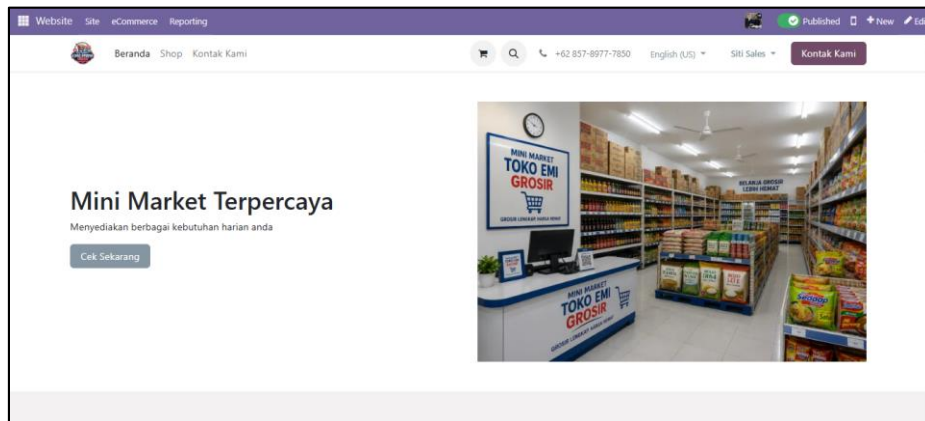 Website Site eCommerce Reporting Published +New Edi
Beranda Shop Kontak Kami +62 857-8977-7850 English (US) Siti Sales Kontak Kami
MINI MARKET
TOKO EMI
GROSIR
BELANJA GROSIR
LEBIH HEMAT
Mini Market Terpercaya
Menyediakan berbagai kebutuhan harian anda
Cek Sekarang
MINI MARKET
TOKO EMI
GROSIR